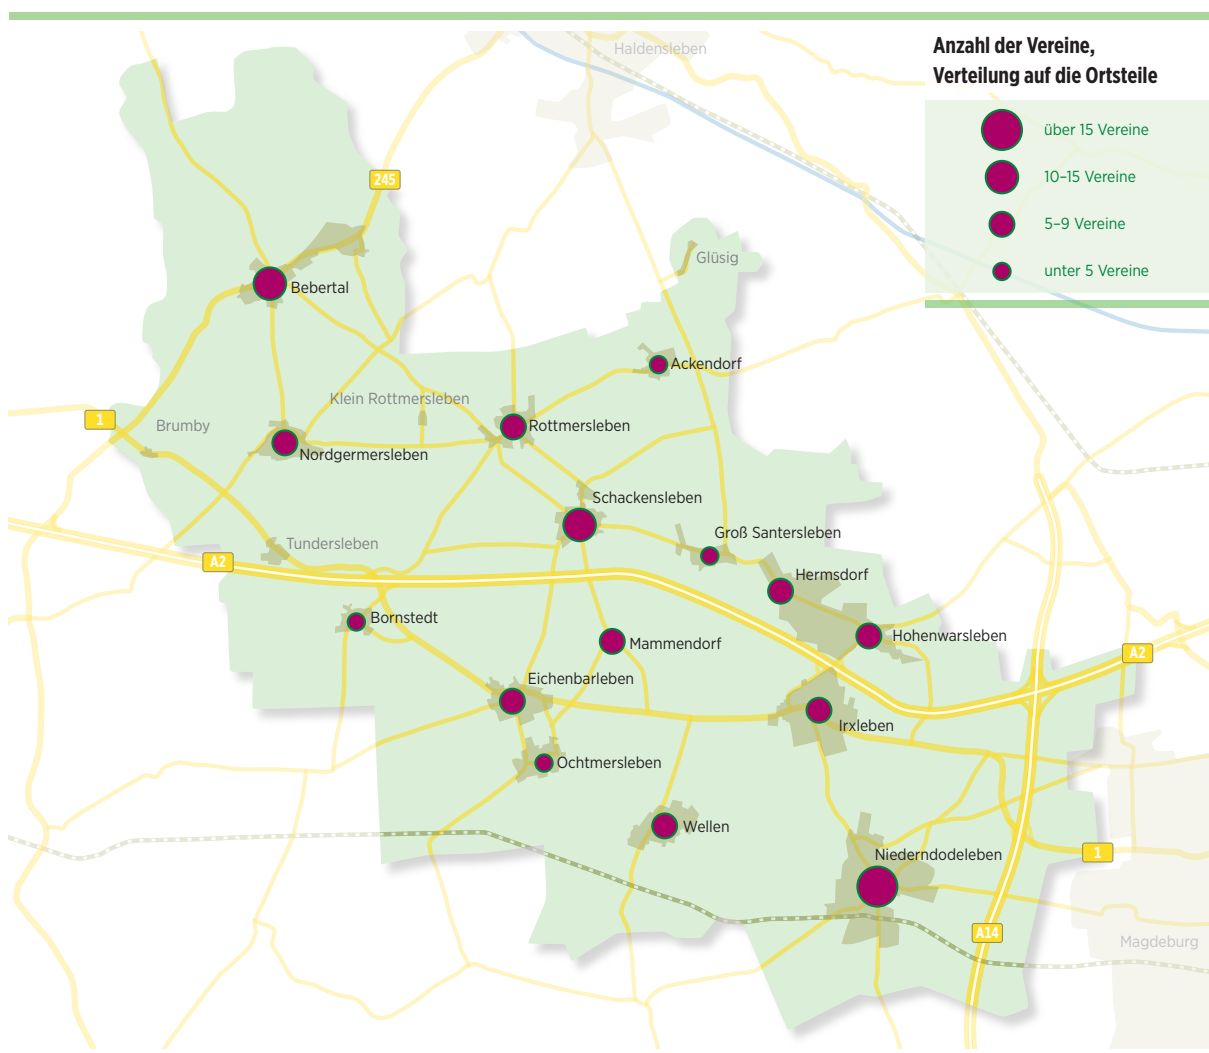 Haldensleben
Anzahl der Vereine,
Verteilung auf die Ortsteile
über 15 Vereine
10–15 Vereine
5–9 Vereine
unter 5 Vereine
245
Glüsig
Bebertal
Ackendorf
Klein Rottmersleben
1
Brumby
Rottmersleben
Nordgermersleben
Schackensleben
Groß Santersleben
Tundersleben
A2
Hermsdorf
Bornstedt
Hohenwarsleben
Mammendorf
A2
Eichenbarleben
Irxleben
Ochtmersleben
Wellen
Niederndodeleben
1
A14
Magdeburg